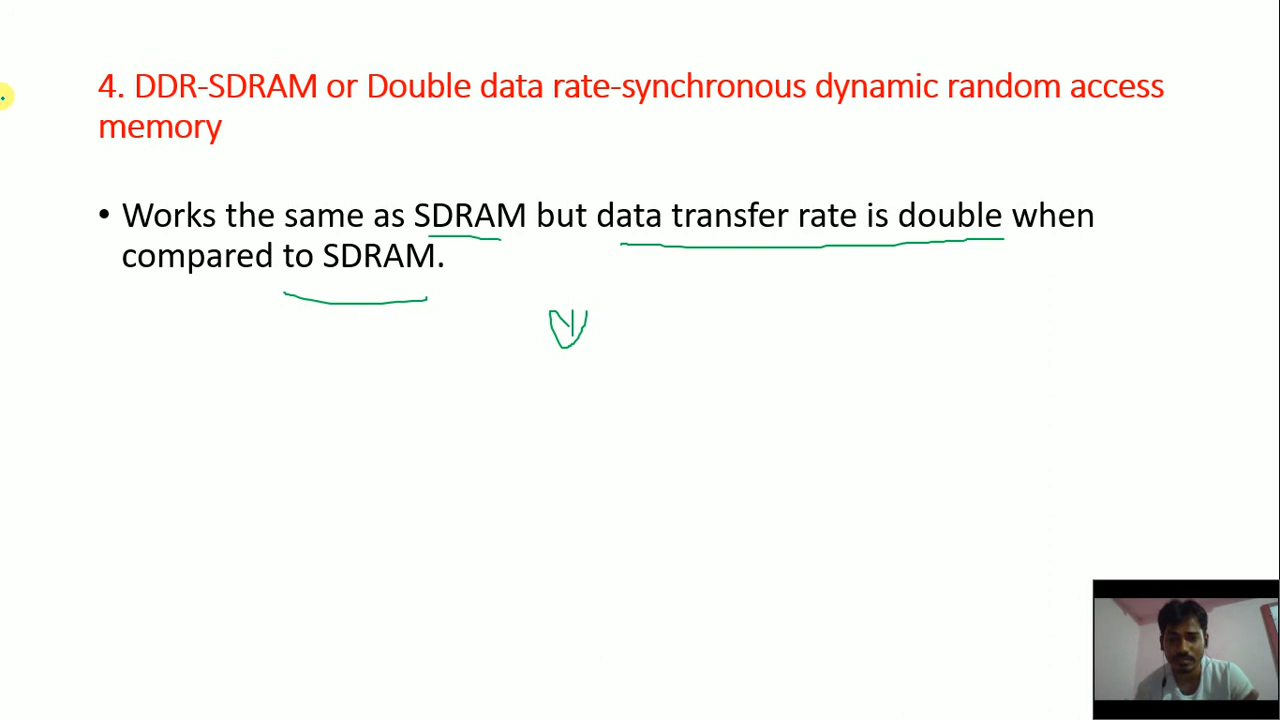 4. DDR-SDRAM or Double data rate-synchronous dynamic random access
memory
• Works the same as SDRAM but data transfer rate is double when
compared to SDRAM.